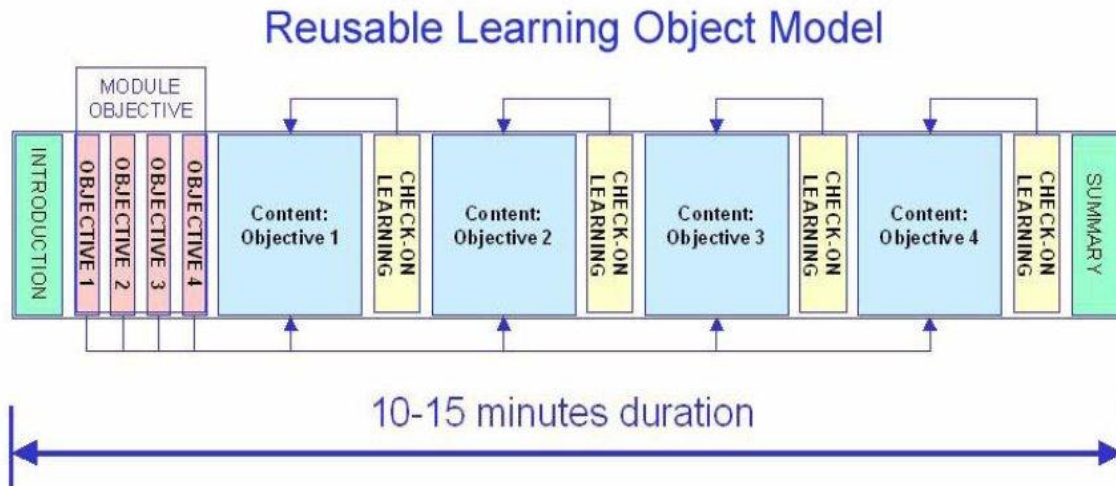 Reusable Learning Object Model
MODULE
OBJECTIVE
INTRODUCTION
OBJECTIVE 1
OBJECTIVE 2
OBJECTIVE 3
OBJECTIVE 4
Content:
Objective 1
CHECK-ON
LEARNING
Content:
Objective 2
CHECK-ON
LEARNING
Content:
Objective 3
CHECK-ON
LEARNING
Content:
Objective 4
CHECK-ON
LEARNING
SUMMARY
10-15 minutes duration